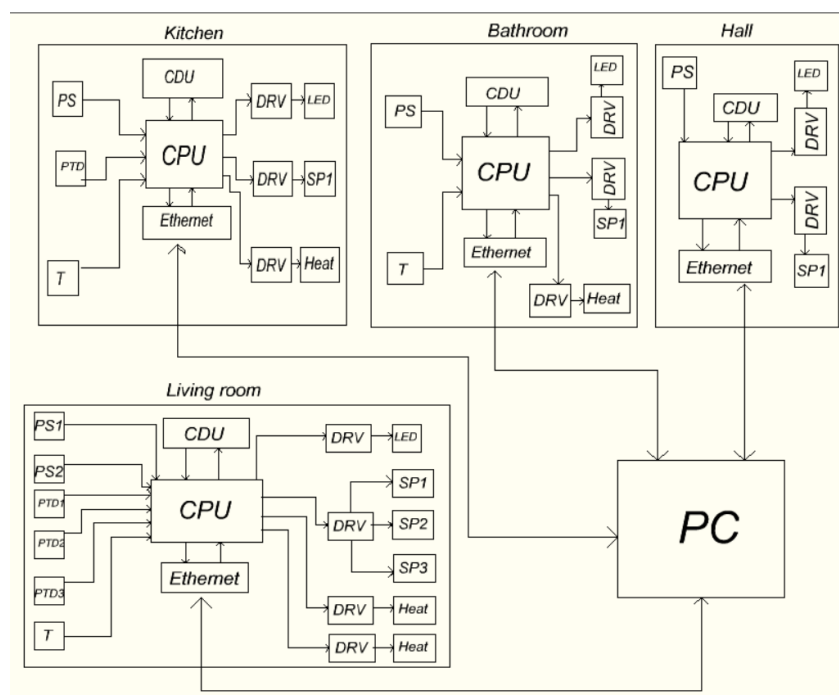 Kitchen
CDU
PS
DRV
LED
PTD
CPU
DRV
SP1
Ethernet
T
DRV
Heat
Bathroom
LED
CDU
PS
DRV
CPU
DRV
SP1
Ethernet
T
DRV
Heat
Hall
PS
LED
CDU
DRV
CPU
DRV
Ethernet
SP1
Living room
PS1
CDU
DRV
LED
PS2
SP1
PTD1
CPU
DRV
SP2
PTD2
SP3
Ethernet
PTD3
DRV
Heat
T
DRV
Heat
PC